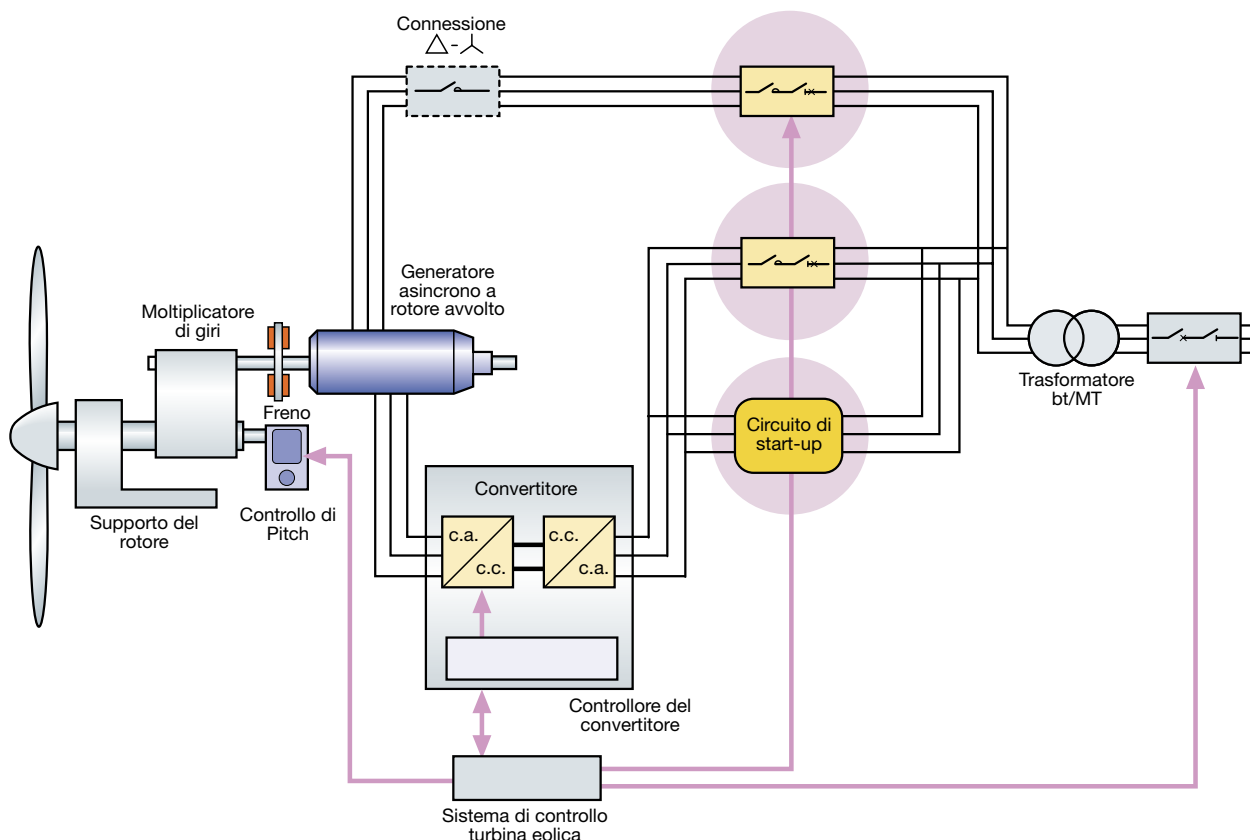 Connessione
Generatore
asincrono a
rotore avvolto
Moltiplicatore
di giri
Freno
Supporto del
rotore
Controllo di
Pitch
Convertitore
c.a.
c.c.
c.c.
c.a.
Circuito di
start-up
Trasformatore
bt/MT
Controllore del
convertitore
Sistema di controllo
turbina eolica